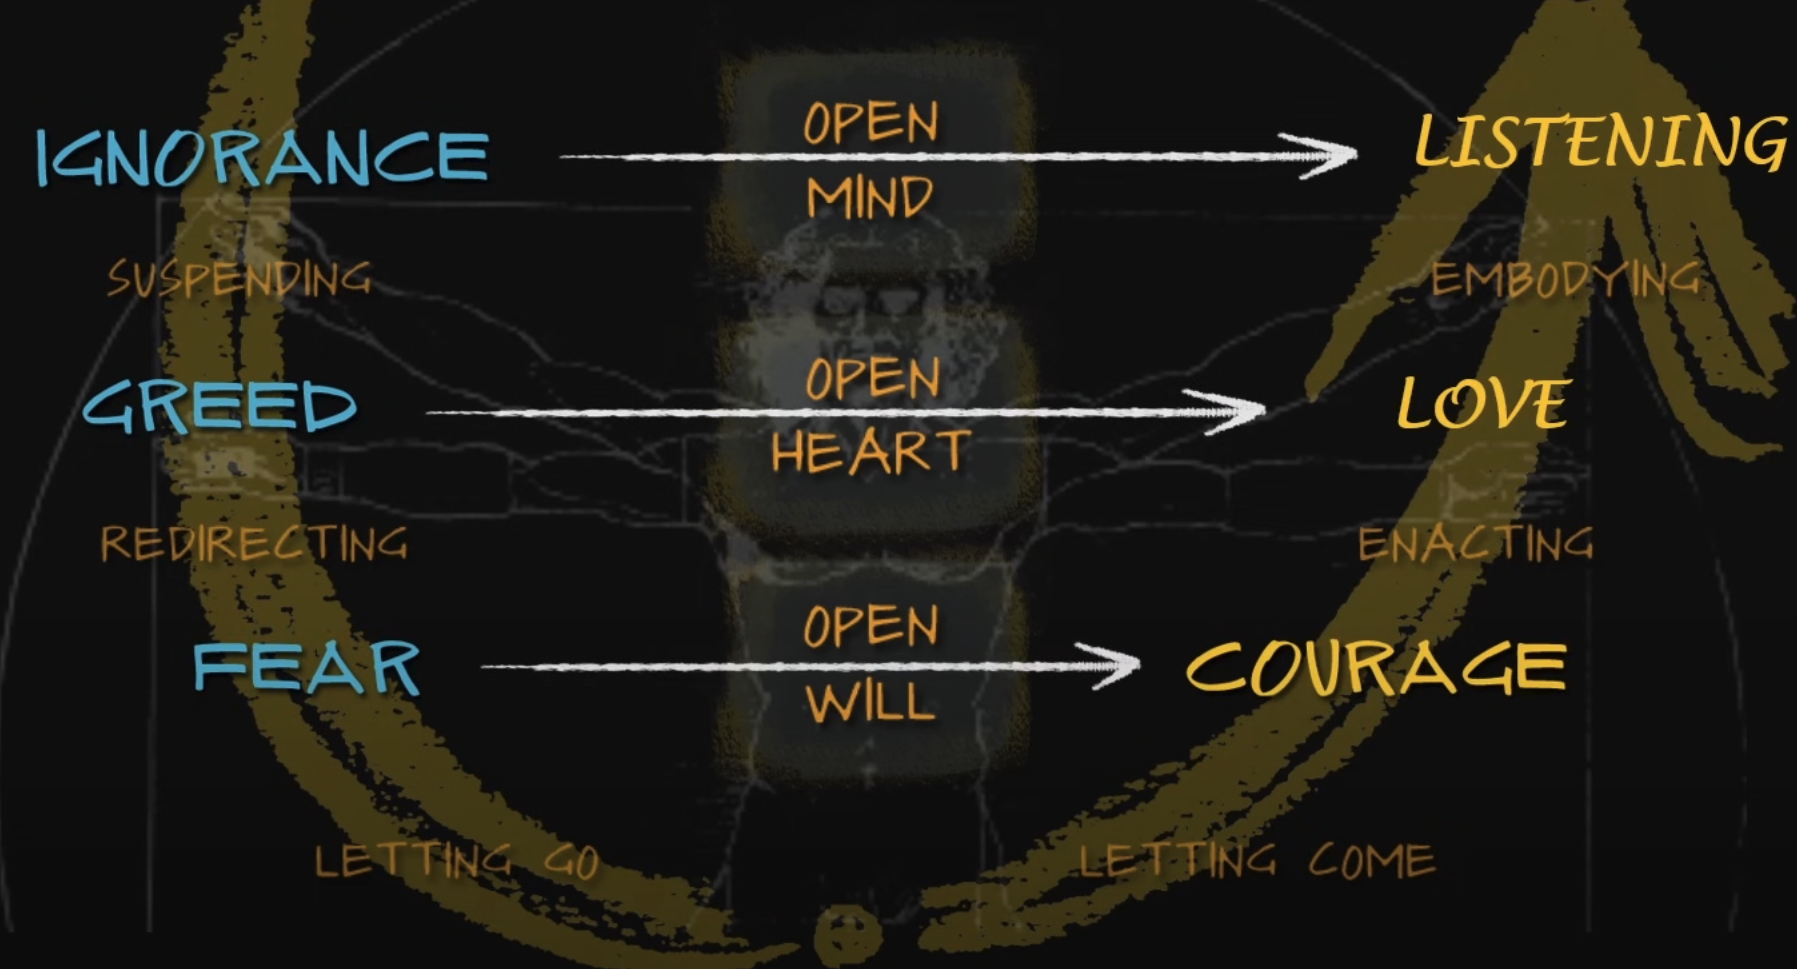 IGNORANCE OPEN MIND LISTENING
SUSPENDING EMBODYING
GREED OPEN HEART LOVE
REDIRECTING ENACTING
FEAR OPEN WILL COURAGE
LETTING GO LETTING COME